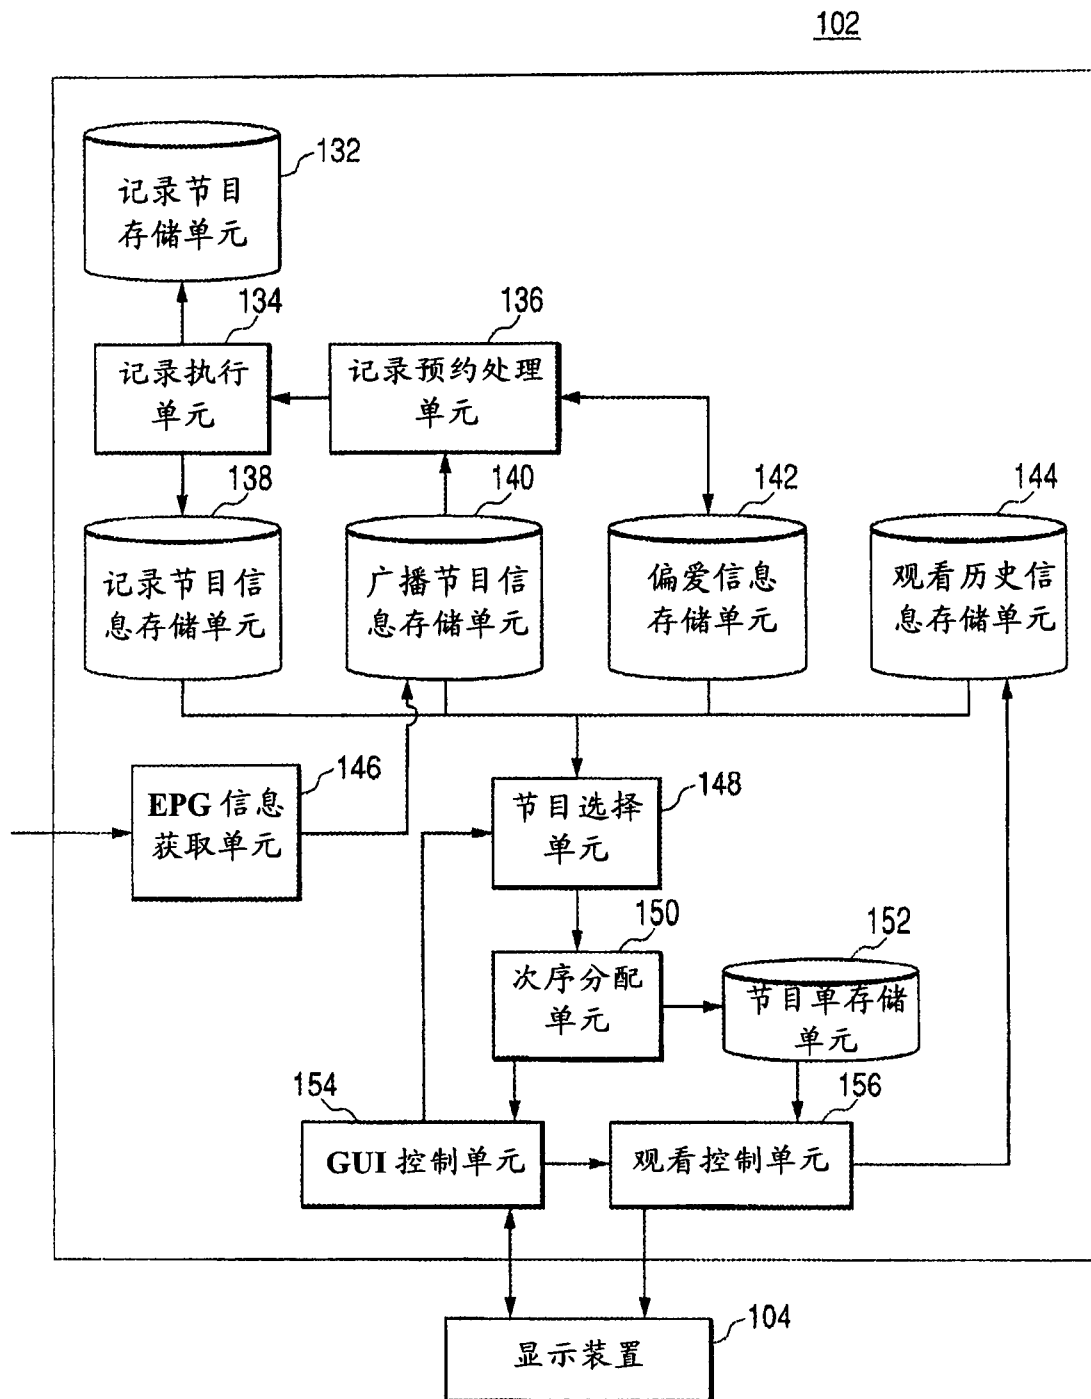 102
132
记录节目
存储单元
134
136
记录执行
单元
记录预约处理
单元
138
140
142
144
记录节目信
息存储单元
广播节目信
息存储单元
偏爱信息
存储单元
观看历史信
息存储单元
146
EPG 信息
获取单元
148
节目选择
单元
150
152
次序分配
单元
节目单存储
单元
154
156
GUI 控制单元
观看控制单元
104
显示装置